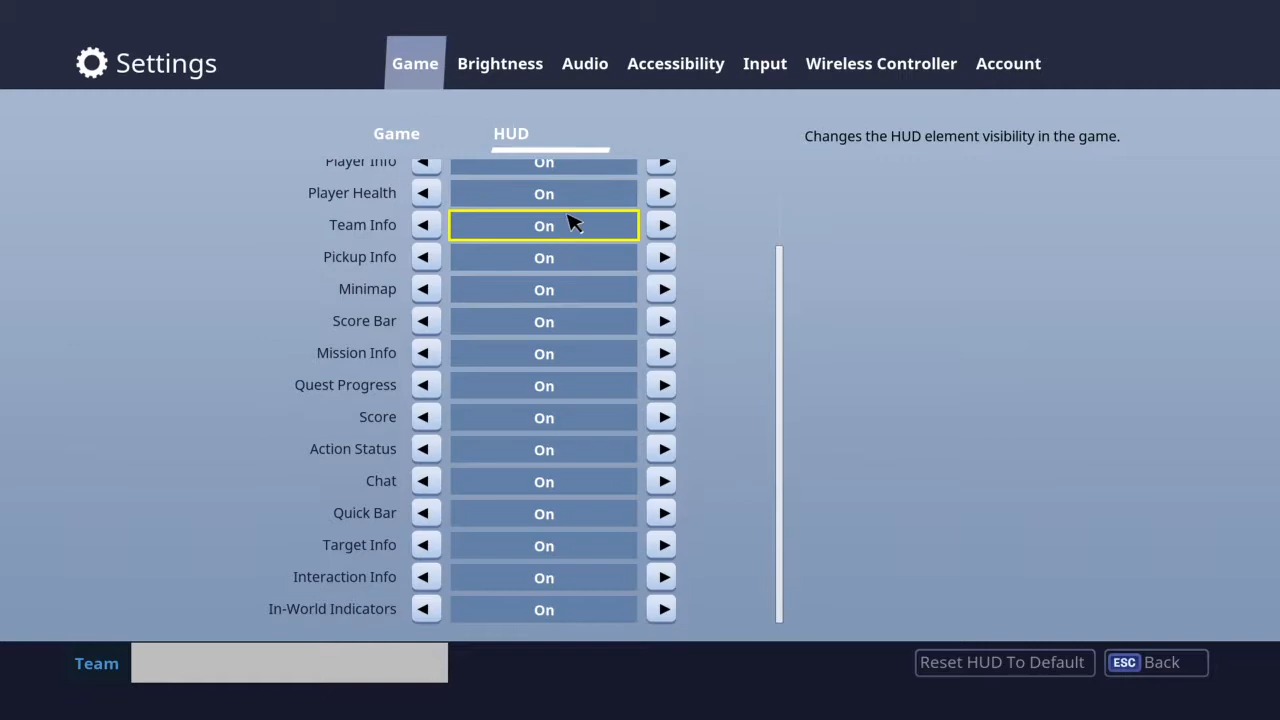 Settings
Game Brightness Audio Accessibility Input Wireless Controller Account
Game HUD
Changes the HUD element visibility in the game.
Player Info On
Player Health On
Team Info On
Pickup Info On
Minimap On
Score Bar On
Mission Info On
Quest Progress On
Score On
Action Status On
Chat On
Quick Bar On
Target Info On
Interaction Info On
In-World Indicators On
Team
Reset HUD To Default ESC Back